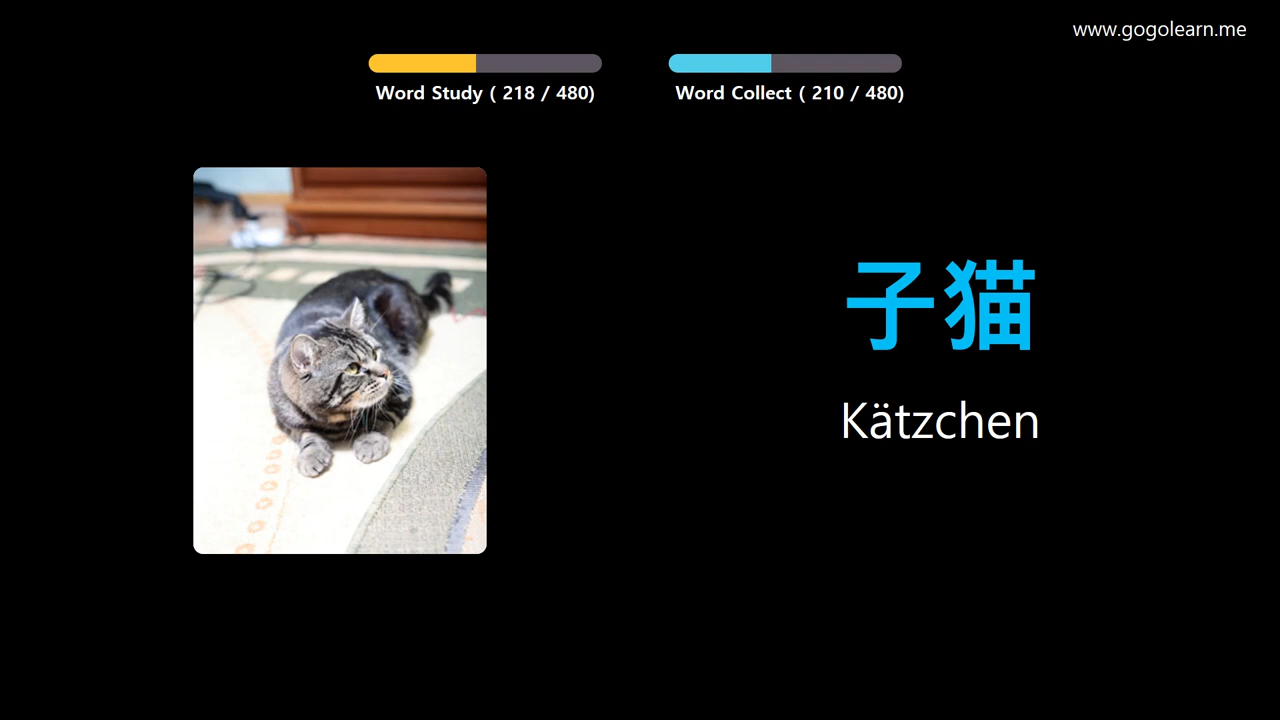 www.gogolearn.me
Word Study ( 218 / 480)
Word Collect ( 210 / 480)
子猫
Kätzchen